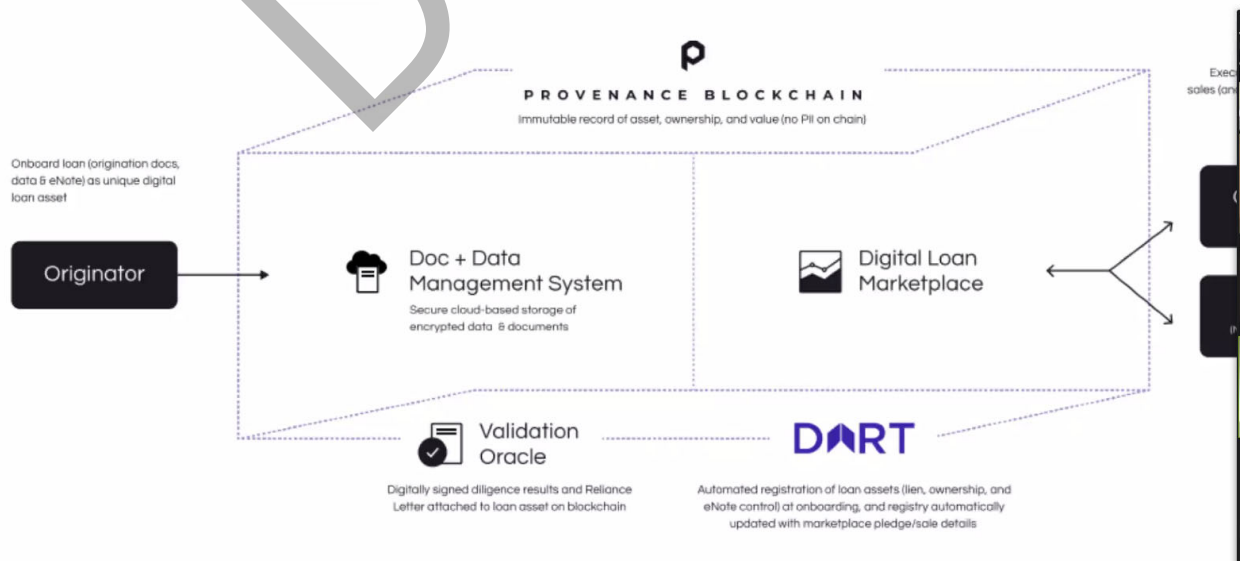 PROVENANCE BLOCKCHAIN
Immutable record of asset, ownership, and value (no PII on chain)
sales
Onboard loan (origination docs,
data & eNote) as unique digital
loan asset
Originator
Doc + Data
Management System
Secure cloud-based storage of
encrypted data & documents
Digital Loan
Marketplace
Validation
Oracle
Digitally signed diligence results and Reliance
Letter attached to loan asset on blockchain
DART
Automated registration of loan assets (lien, ownership, and
eNote control) at onboarding, and registry automatically
updated with marketplace pledge/sale details